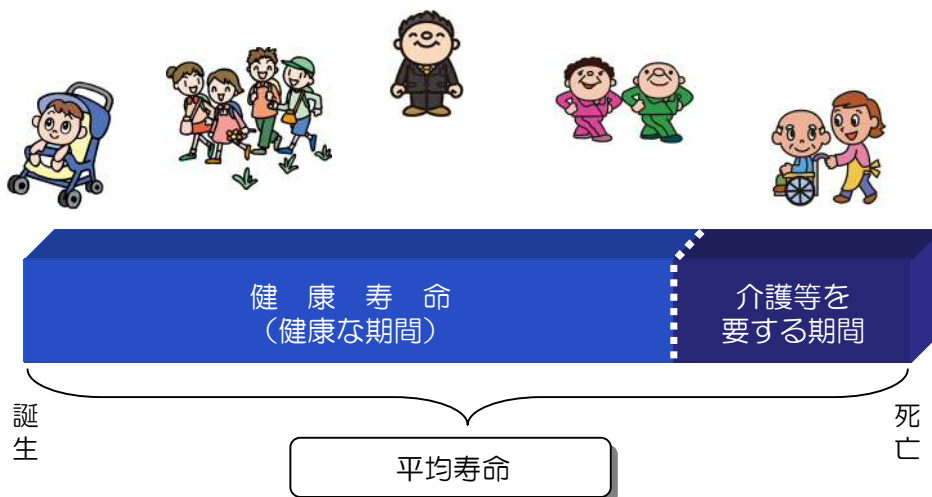 健康寿命
（健康な期間）
介護等を
要する期間
誕生
死亡
平均寿命